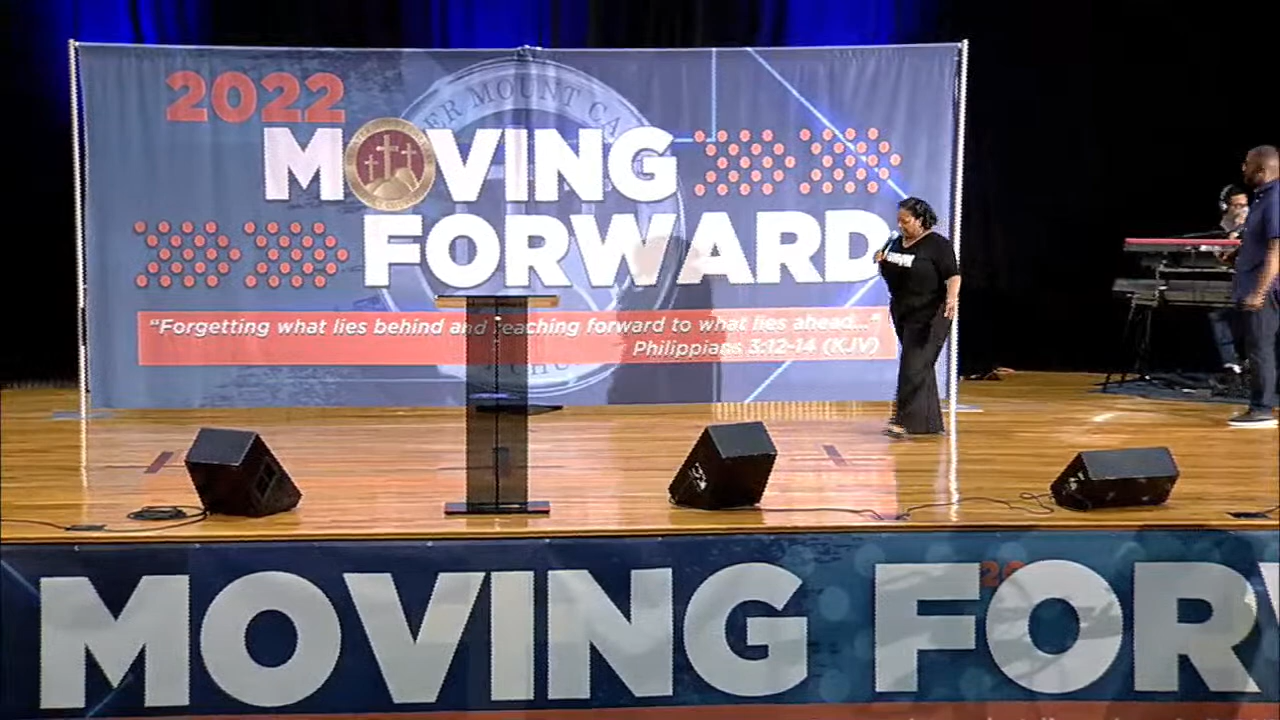 2022
MOVING
FORWARD
"Forgetting what lies behind and reaching forward to what lies ahead..."
Philippians 3:12-14 (KJV)
MOVING FOR